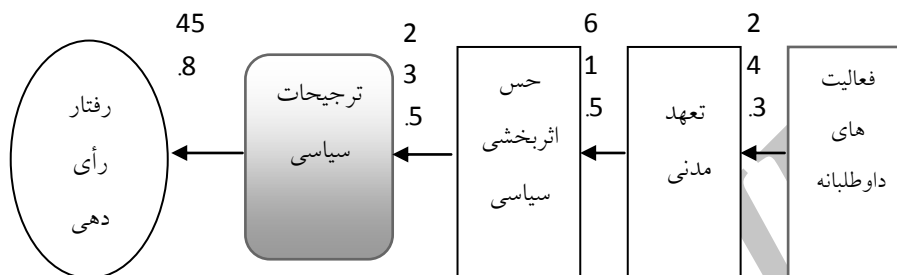 فعالیت
های
داوطلبانه
2
4
.3
تعهد
مدنی
6
1
.5
حس
اثربخشی
سیاسی
2
3
.5
ترجیحات
سیاسی
45
.8
رفتار
رأی
دهی